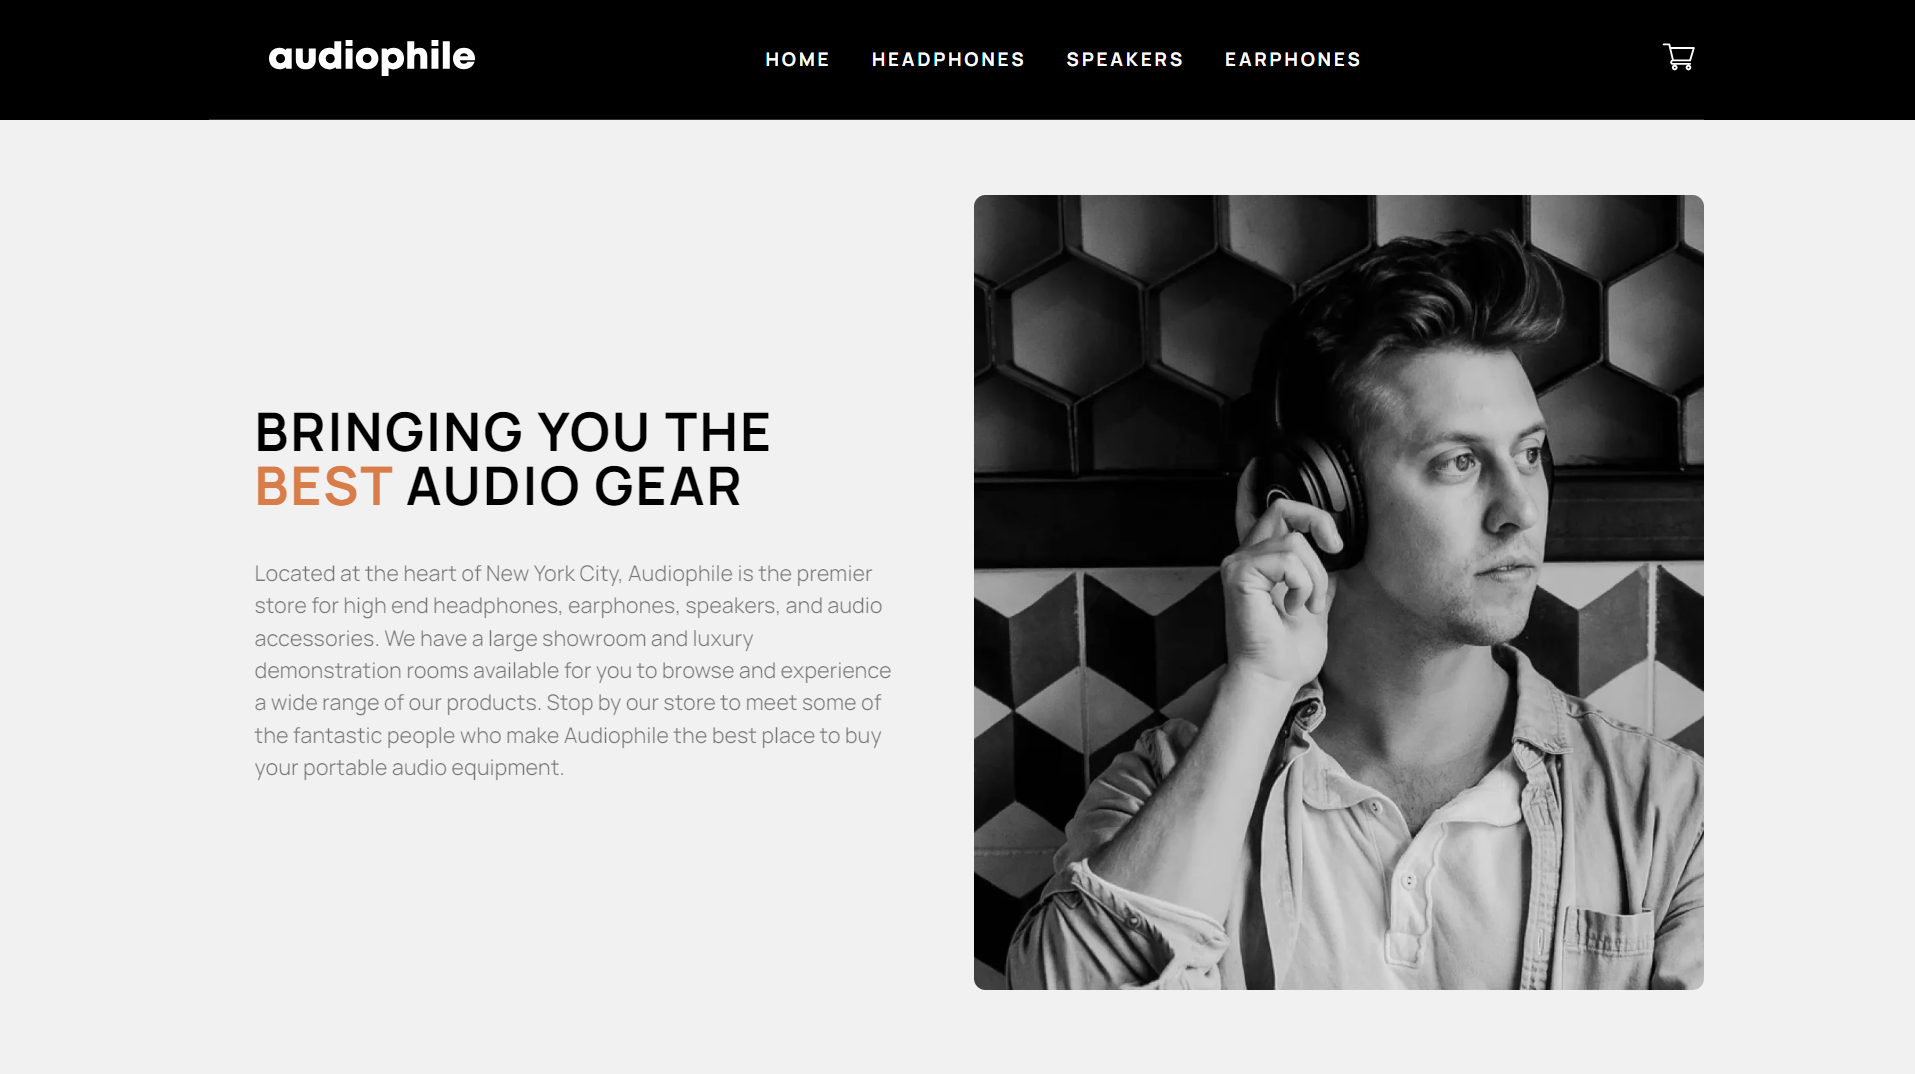 audiophile
HOME HEADPHONES SPEAKERS EARPHONES
BRINGING YOU THE
BEST AUDIO GEAR
Located at the heart of New York City, Audiophile is the premier
store for high end headphones, earphones, speakers, and audio
accessories. We have a large showroom and luxury
demonstration rooms available for you to browse and experience
a wide range of our products. Stop by our store to meet some of
the fantastic people who make Audiophile the best place to buy
your portable audio equipment.